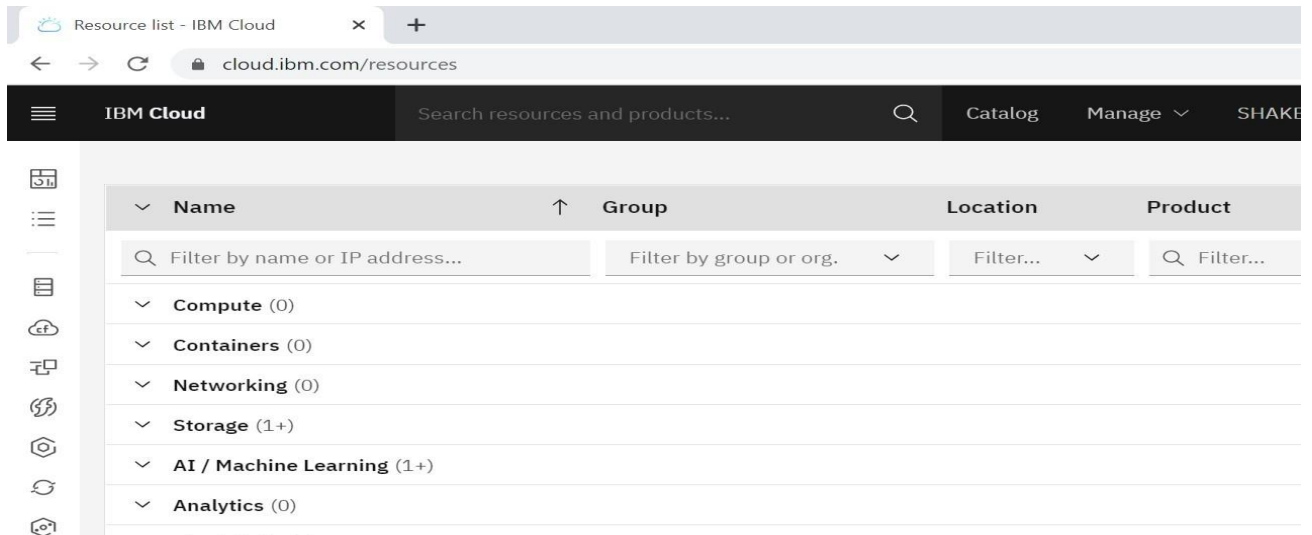 Resource list - IBM Cloud
cloud.ibm.com/resources
IBM Cloud Search resources and products... Catalog Manage SHAKE
Name Group Location Product
Filter by name or IP address... Filter by group or org. Filter... Filter...
Compute (0)
Containers (0)
Networking (0)
Storage (1+)
AI / Machine Learning (1+)
Analytics (0)